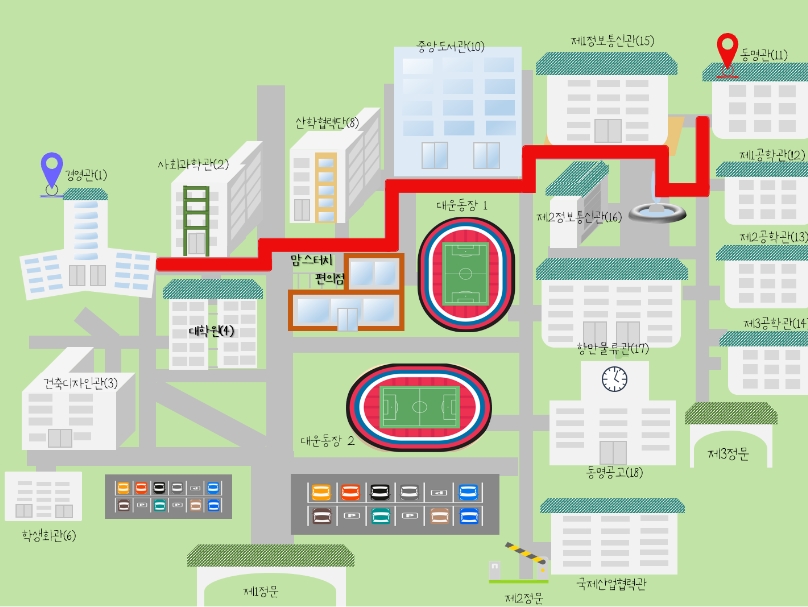 중앙도서관(10)
제1정보통신관(15)
동명관(11)
산학협력단(8)
사회과학관(2)
경영관(1)
제1공학관(12)
대운동장 1
제2정보통신관(16)
제2공학관(13)
맘스터치
편의점
제3공학관(14
대학원(4)
항만물류관(17)
건축디자인관(3)
대운동장 2
제3정문
동명공고(18)
학생회관(6)
국제산업협력관
제1정문
제2정문